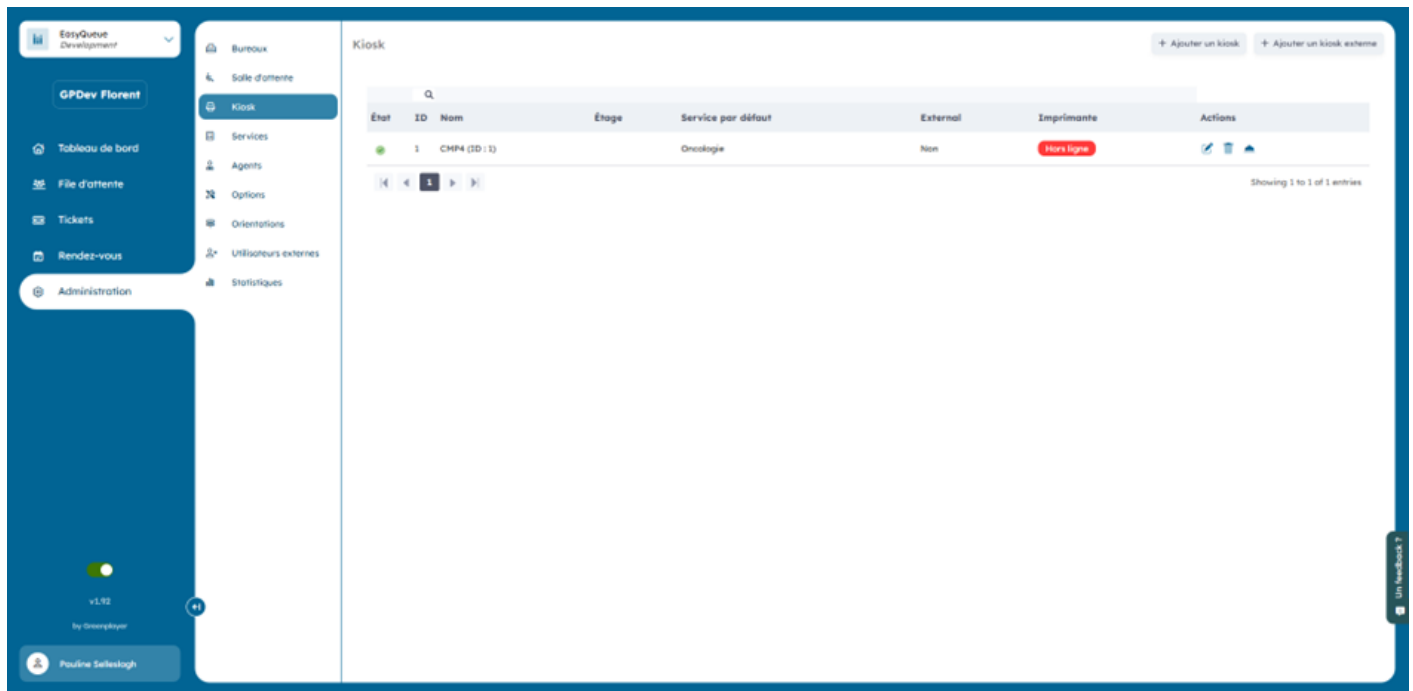 EasyQueue
Development
GPDev Florent
Tableau de bord
File d'attente
Tickets
Rendez-vous
Administration
v1.92
by Greenplayer
Pauline Selleslagh
Bureaux
Salle d'attente
Kiosk
Services
Agents
Options
Orientations
Utilisateurs externes
Statistiques
Kiosk
+ Ajouter un kiosk + Ajouter un kiosk externe
État ID Nom Étage Service par défaut External Imprimante Actions
1 CMP4 (ID : 1) Oncologie Non Hors ligne
1
Showing 1 to 1 of 1 entries
Un feedback ?